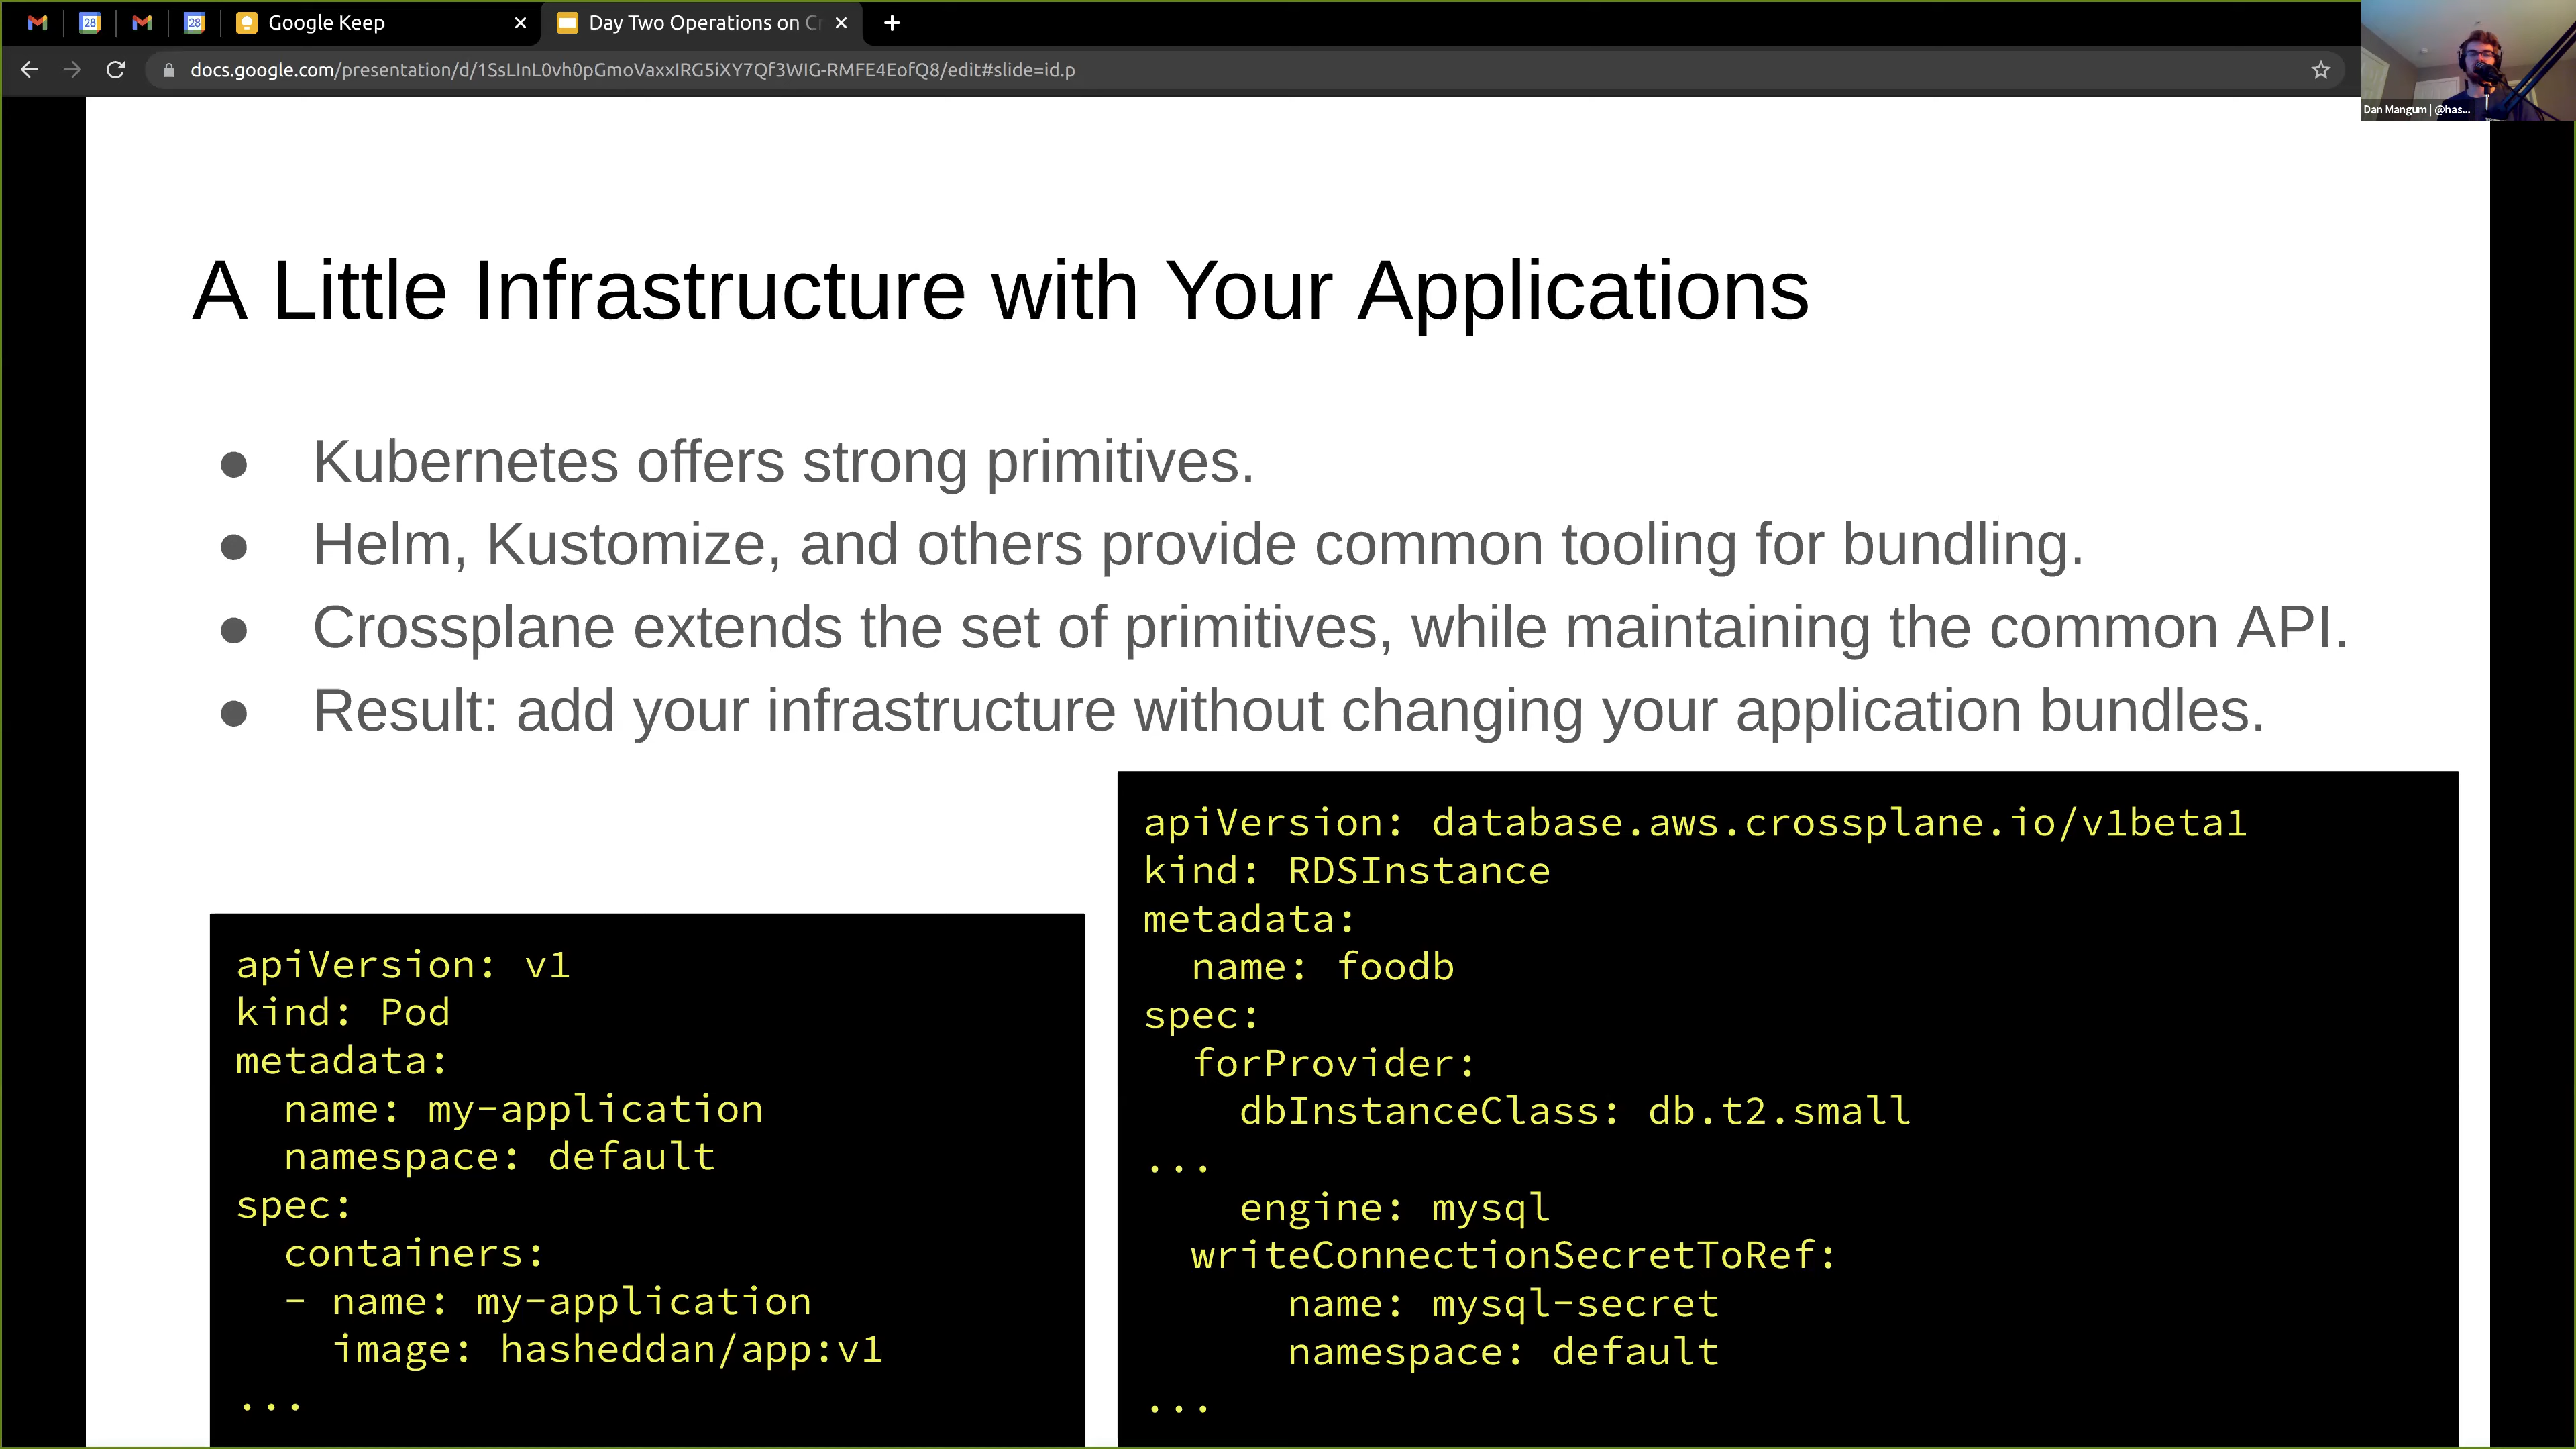 28
28
Google Keep
Day Two Operations on C
docs.google.com/presentation/d/1SsLInL0vh0pGmoVaxxIRG5iXY7Qf3WIG-RMFE4EofQ8/edit#slide=id.p
Dan Mangum | @has...
A Little Infrastructure with Your Applications
● Kubernetes offers strong primitives.
● Helm, Kustomize, and others provide common tooling for bundling.
● Crossplane extends the set of primitives, while maintaining the common API.
● Result: add your infrastructure without changing your application bundles.
apiVersion: v1
kind: Pod
metadata:
  name: my-application
  namespace: default
spec:
  containers:
  - name: my-application
    image: hasheddan/app:v1
...
apiVersion: database.aws.crossplane.io/v1beta1
kind: RDSInstance
metadata:
  name: foodb
spec:
  forProvider:
    dbInstanceClass: db.t2.small
...
    engine: mysql
  writeConnectionSecretToRef:
      name: mysql-secret
      namespace: default
...